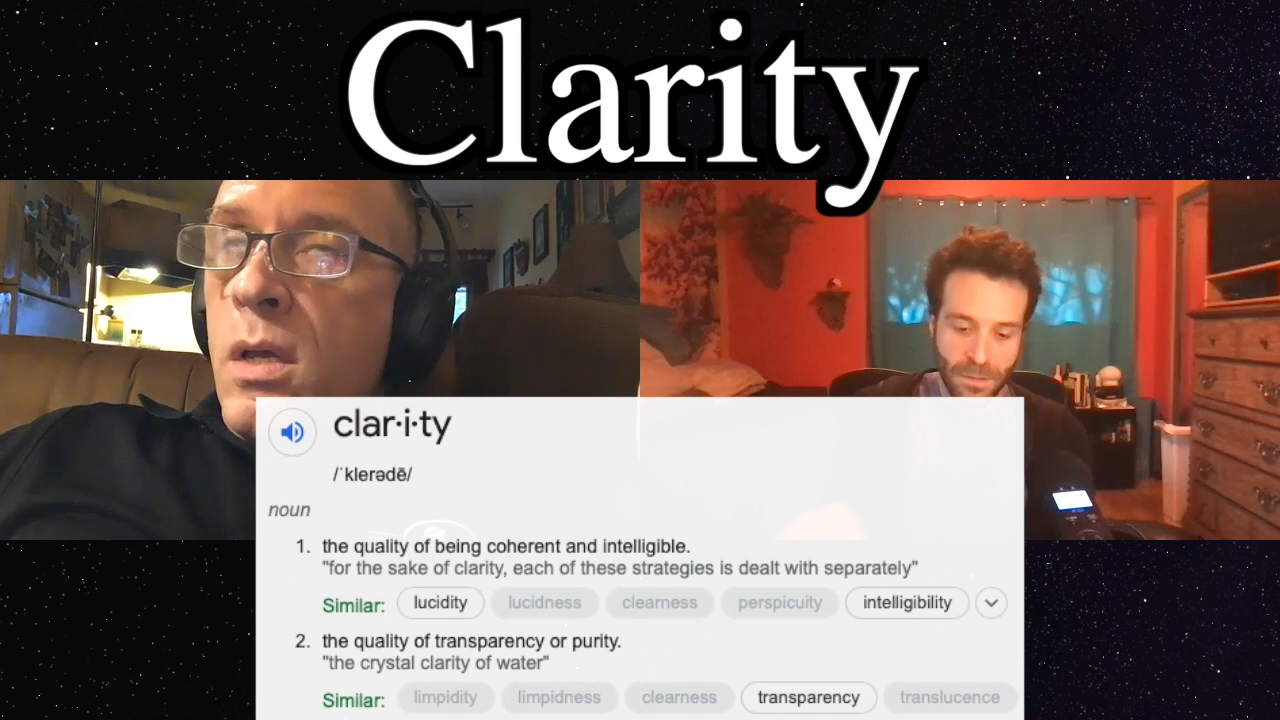 Clarity
clar·i·ty
/ˈklerədē/
noun
1. the quality of being coherent and intelligible.
"for the sake of clarity, each of these strategies is dealt with separately"
Similar: lucidity lucidness clearness perspicuity intelligibility
2. the quality of transparency or purity.
"the crystal clarity of water"
Similar: limpidity limpidness clearness transparency translucence